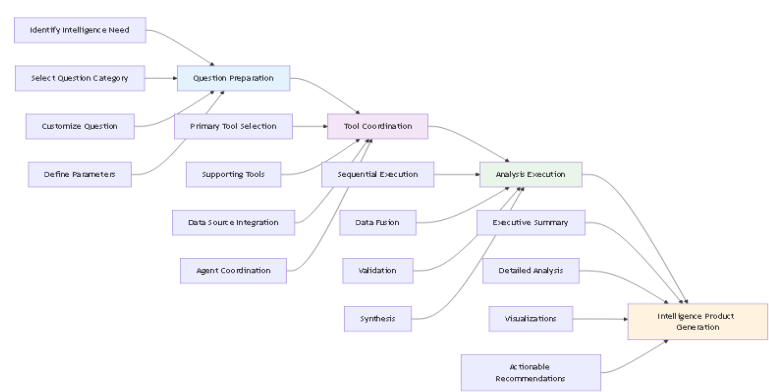 Identify Intelligence Need
Select Question Category
Question Preparation
Customize Question
Primary Tool Selection
Tool Coordination
Define Parameters
Supporting Tools
Sequential Execution
Analysis Execution
Data Source Integration
Data Fusion
Executive Summary
Agent Coordination
Validation
Detailed Analysis
Synthesis
Visualizations
Intelligence Product
Generation
Actionable
Recommendations